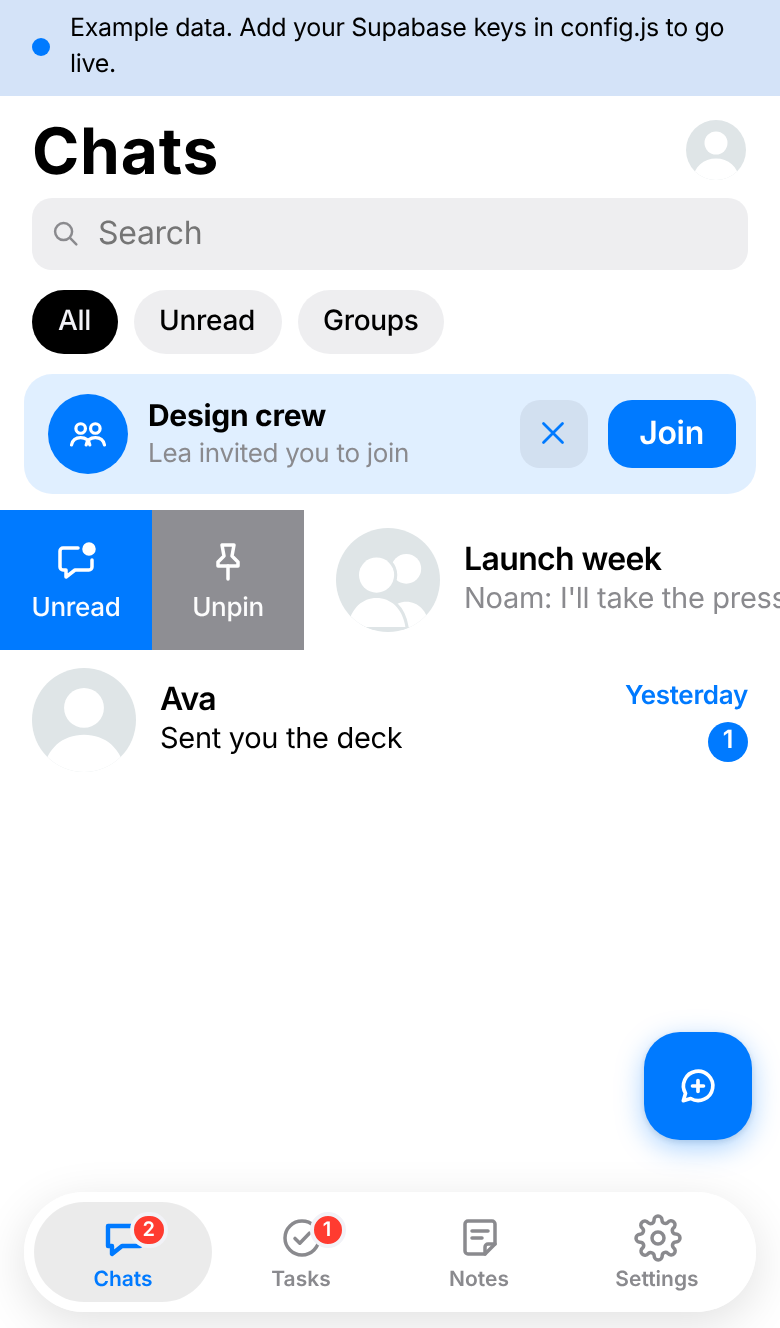 Example data. Add your Supabase keys in config.js to go
live.
Chats
Search
All
Unread
Groups
Design crew
Lea invited you to join
Join
Unread
Unpin
Launch week
Noam: I'll take the press
Ava
Yesterday
Sent you the deck
1
2
Chats
1
Tasks
Notes
Settings